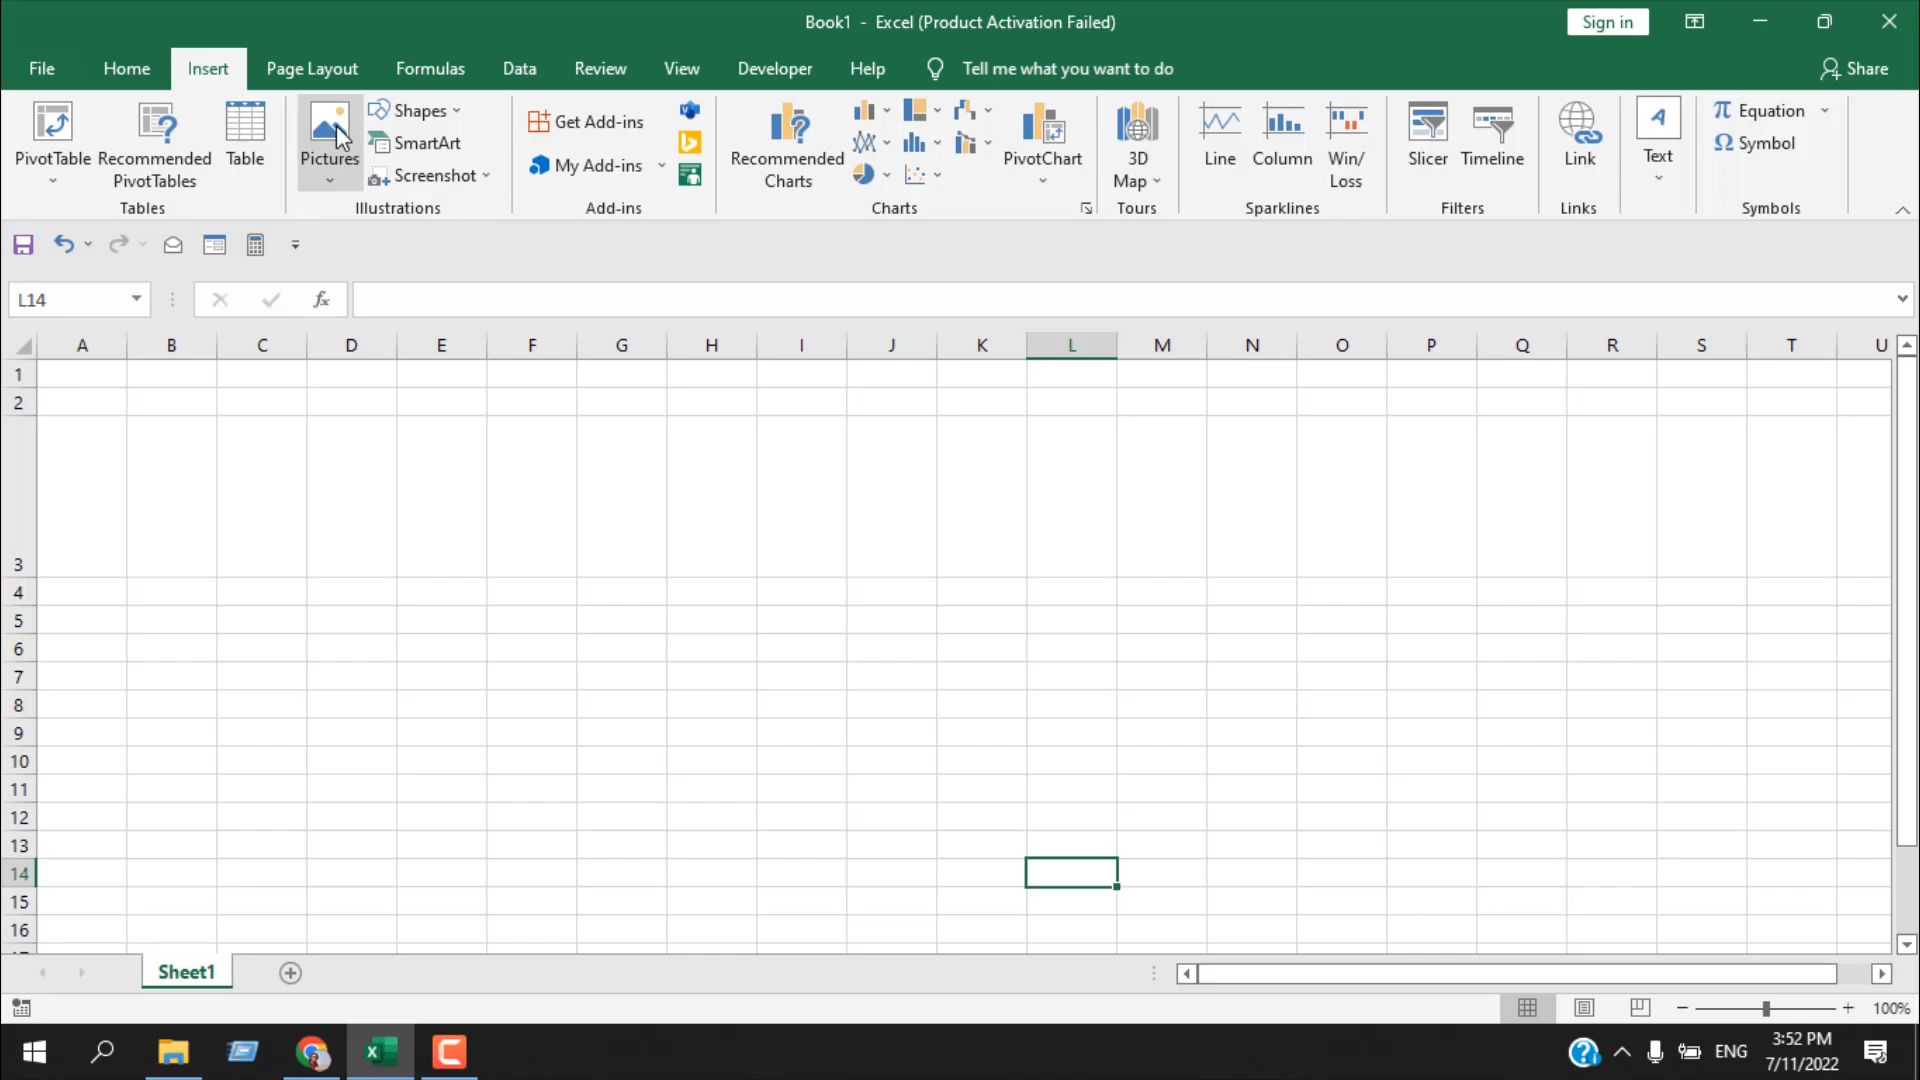 Book1 - Excel (Product Activation Failed)
Sign in
File Home Insert Page Layout Formulas Data Review View Developer Help Tell me what you want to do
Share
PivotTable
Recommended
PivotTables
Table
Tables
Pictures
Shapes
SmartArt
Screenshot
Illustrations
Get Add-ins
My Add-ins
Add-ins
Recommended
Charts
PivotChart
Charts
3D
Map
Tours
Line
Column
Win/
Loss
Sparklines
Slicer
Timeline
Filters
Link
Links
A
Text
π Equation
Ω Symbol
Symbols
L14
fx
A B C D E F G H I J K L M N O P Q R S T U
1
2
3
4
5
6
7
8
9
10
11
12
13
14
15
16
Sheet1
100%
ENG
3:52 PM
7/11/2022